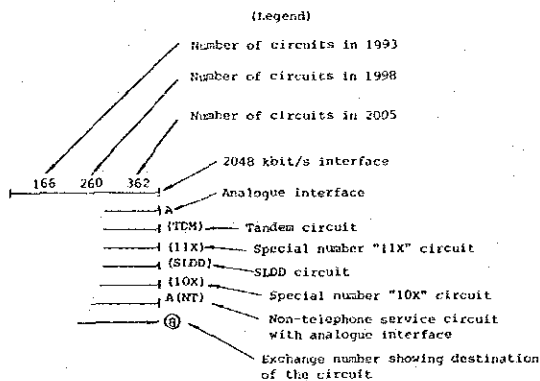 (Legend)
Number of circuits in 1993
Number of circuits in 1998
Number of circuits in 2005
166 260 362
2048 kbit/s interface
A Analogue interface
(TDM) Tandem circuit
(11X) Special number "11X" circuit
(SLDD) SLDD circuit
(10X) Special number "10X" circuit
A(NT) Non-telephone service circuit
with analogue interface
Exchange number showing destination
of the circuit